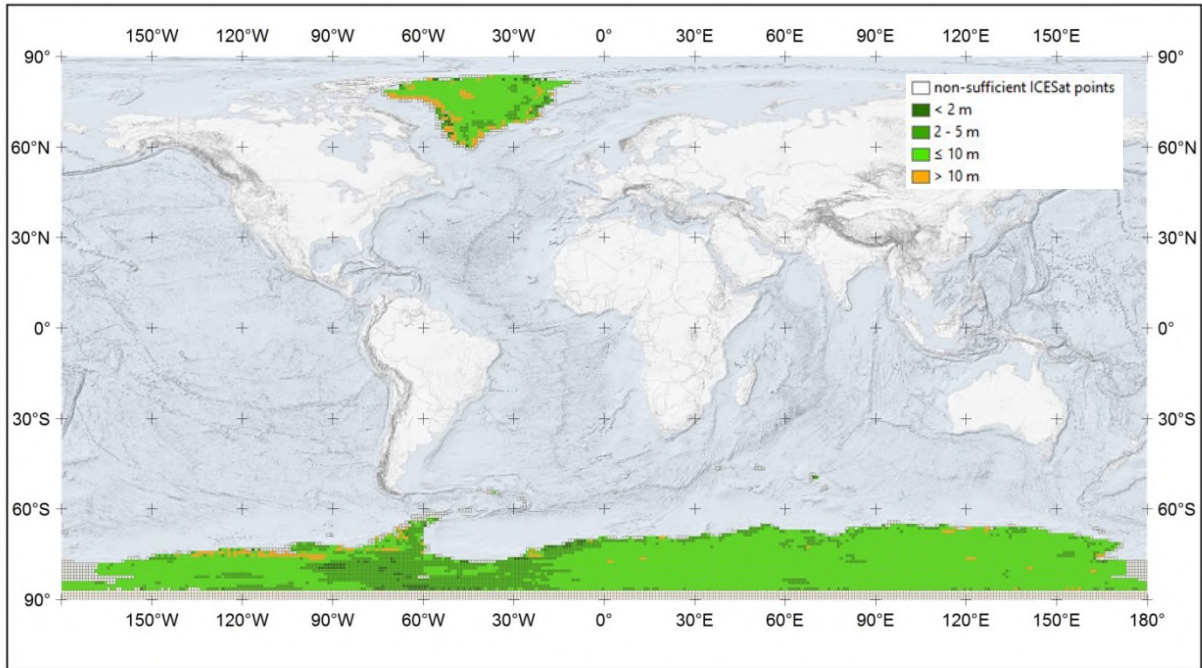 150°W 120°W 90°W 60°W 30°W 0° 30°E 60°E 90°E 120°E 150°E
90° 90°
non-sufficient ICESat points
< 2 m
2 - 5 m
≤ 10 m
> 10 m
60°N 60°N
30°N 30°N
0° 0°
30°S 30°S
60°S 60°S
90° 90°
150°W 120°W 90°W 60°W 30°W 0° 30°E 60°E 90°E 120°E 150°E 180°